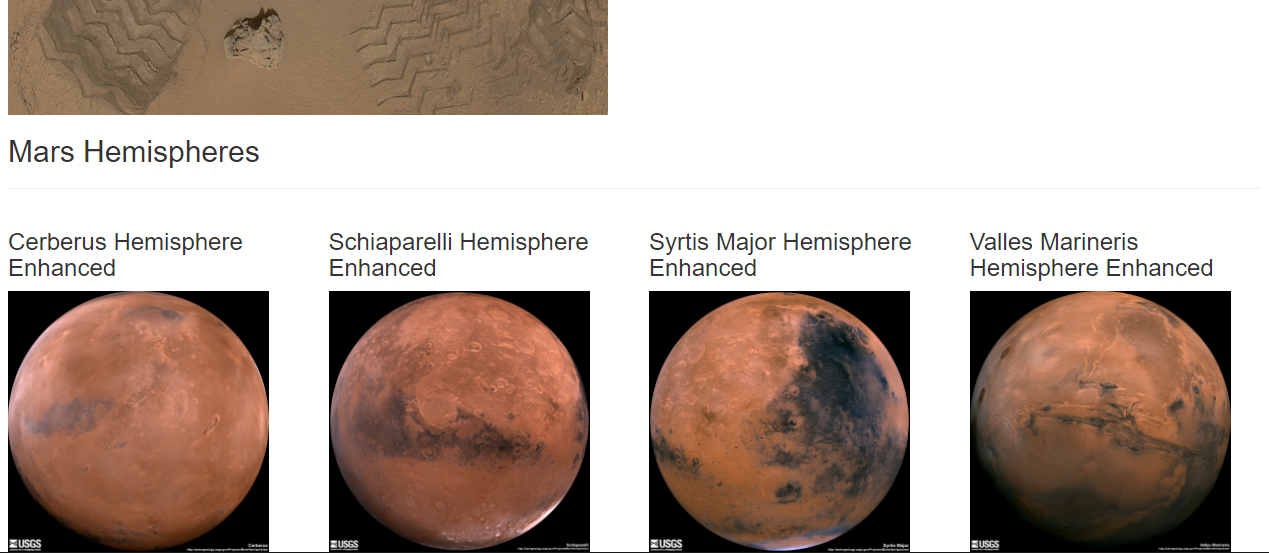 Mars Hemispheres
Cerberus Hemisphere
Enhanced
Schiaparelli Hemisphere
Enhanced
Syrtis Major Hemisphere
Enhanced
Valles Marineris
Hemisphere Enhanced
USGS
Cerberus
USGS
Schiaparelli
USGS
Syrtis Major
USGS
Valles Marineris